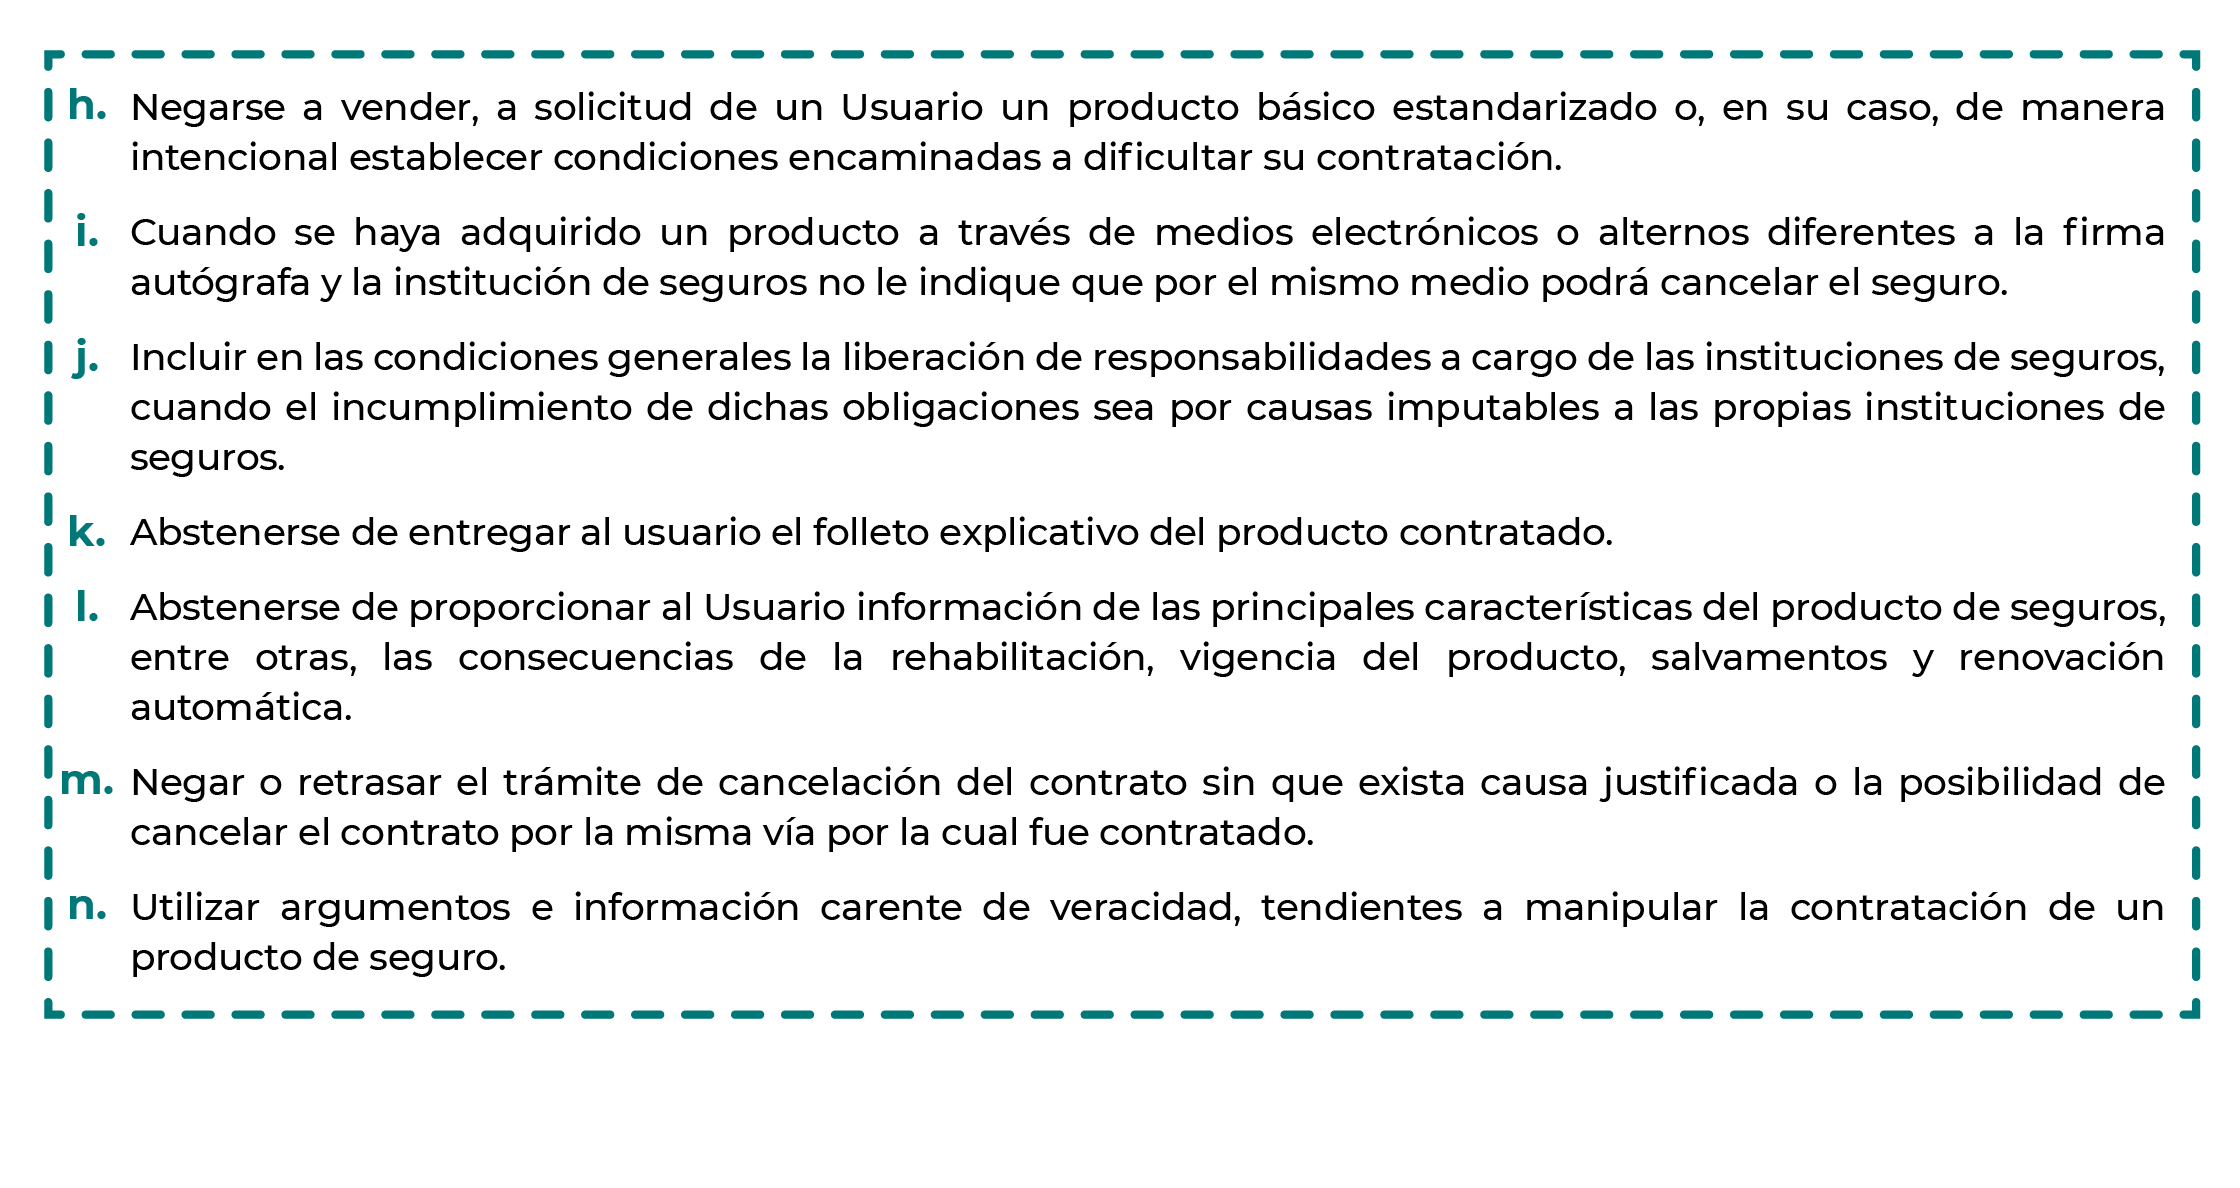 h. Negarse a vender, a solicitud de un Usuario un producto básico estandarizado o, en su caso, de manera
intencional establecer condiciones encaminadas a dificultar su contratación.
i. Cuando se haya adquirido un producto a través de medios electrónicos o alternos diferentes a la firma
autógrafa y la institución de seguros no le indique que por el mismo medio podrá cancelar el seguro.
j. Incluir en las condiciones generales la liberación de responsabilidades a cargo de las instituciones de seguros,
cuando el incumplimiento de dichas obligaciones sea por causas imputables a las propias instituciones de
seguros.
k. Abstenerse de entregar al usuario el folleto explicativo del producto contratado.
l. Abstenerse de proporcionar al Usuario información de las principales características del producto de seguros,
entre otras, las consecuencias de la rehabilitación, vigencia del producto, salvamentos y renovación
automática.
m. Negar o retrasar el trámite de cancelación del contrato sin que exista causa justificada o la posibilidad de
cancelar el contrato por la misma vía por la cual fue contratado.
n. Utilizar argumentos e información carente de veracidad, tendientes a manipular la contratación de un
producto de seguro.